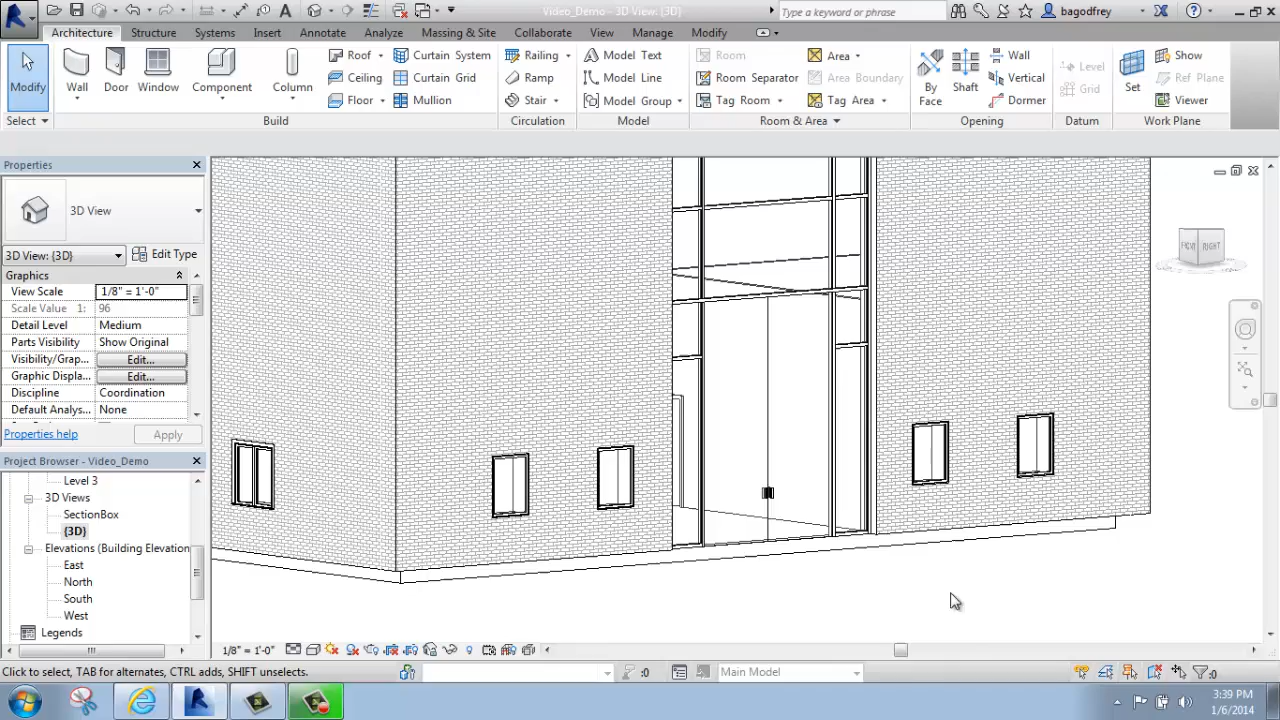 Video_Demo - 3D View: {3D}
Type a keyword or phrase
bagodfrey
Architecture Structure Systems Insert Annotate Analyze Massing & Site Collaborate View Manage Modify
Modify
Wall
Door
Window
Component
Column
Roof
Ceiling
Floor
Curtain System
Curtain Grid
Mullion
Railing
Ramp
Stair
Model Text
Model Line
Model Group
Room
Room Separator
Tag Room
Area
Area Boundary
Tag Area
By Face
Shaft
Wall
Vertical
Dormer
Level
Grid
Set
Show
Ref Plane
Viewer
Select Build Circulation Model Room & Area Opening Datum Work Plane
Properties
3D View
3D View: {3D} Edit Type
Graphics
View Scale 1/8" = 1'-0"
Scale Value 1: 96
Detail Level Medium
Parts Visibility Show Original
Visibility/Grap... Edit...
Graphic Displa... Edit...
Discipline Coordination
Default Analys... None
Properties help Apply
Project Browser - Video_Demo
Level 3
3D Views
SectionBox
{3D}
Elevations (Building Elevation
East
North
South
West
Legends
RIGHT
1/8" = 1'-0"
Click to select, TAB for alternates, CTRL adds, SHIFT unselects.
:0
Main Model
:0
3:39 PM
1/6/2014